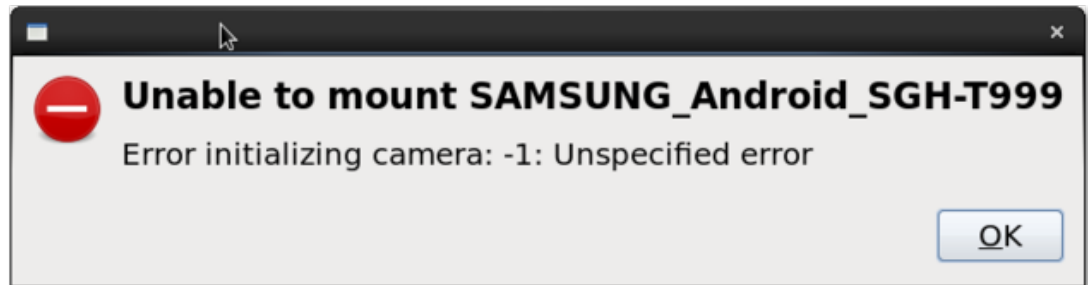 Unable to mount SAMSUNG_Android_SGH-T999
Error initializing camera: -1: Unspecified error
OK